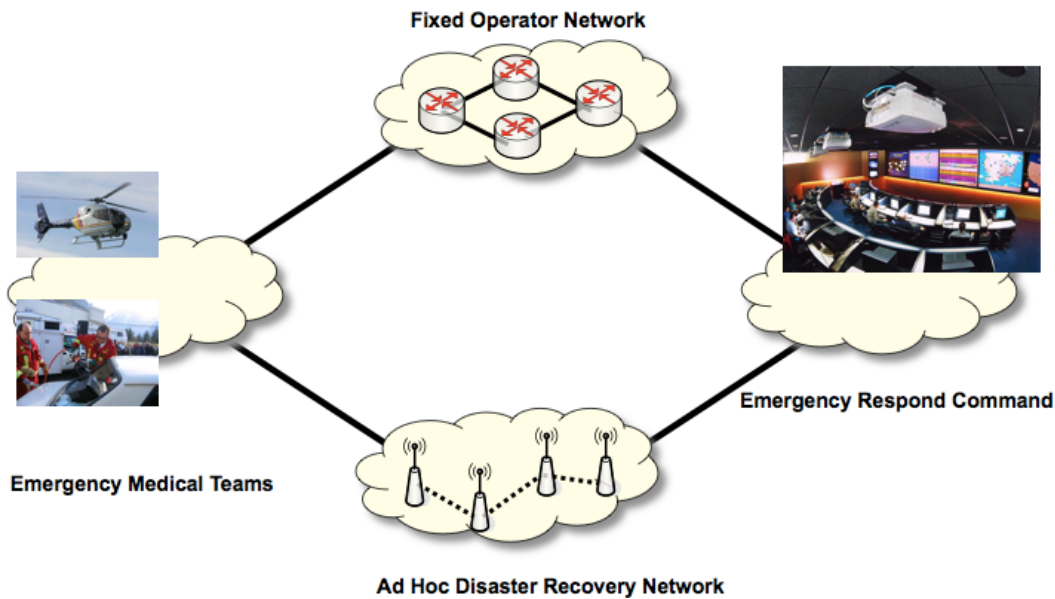 Fixed Operator Network
Emergency Respond Command
Emergency Medical Teams
Ad Hoc Disaster Recovery Network